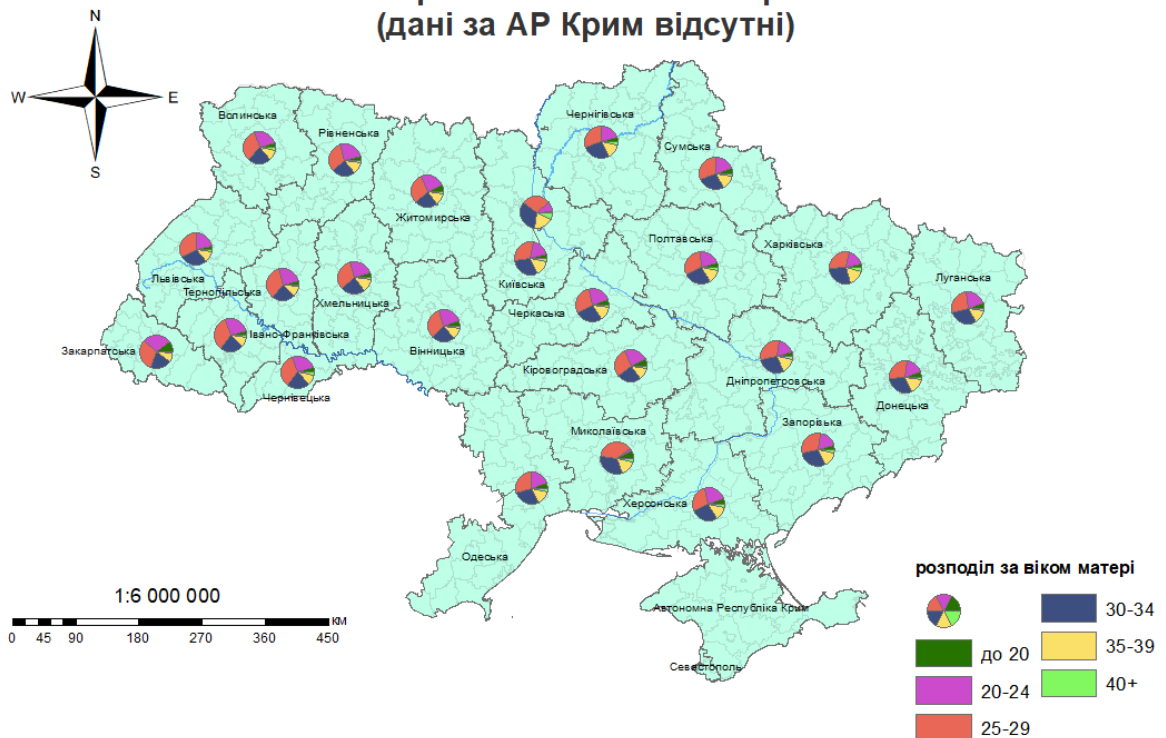 (дані за АР Крим відсутні)
N
W
E
S
Волинська
Рівненська
Чернігівська
Сумська
Житомирська
Полтавська
Харківська
Луганська
Львівська
Тернопільська
Хмельницька
Київська
Черкаська
Закарпатська
Івано-Франківська
Вінницька
Кіровоградська
Дніпропетровська
Чернівецька
Донецька
Миколаївська
Запорізька
Херсонська
Одеська
Автономна Республіка Крим
Севестополь
1:6 000 000
0 45 90 180 270 360 450 КМ
розподіл за віком матері
до 20
20-24
25-29
30-34
35-39
40+